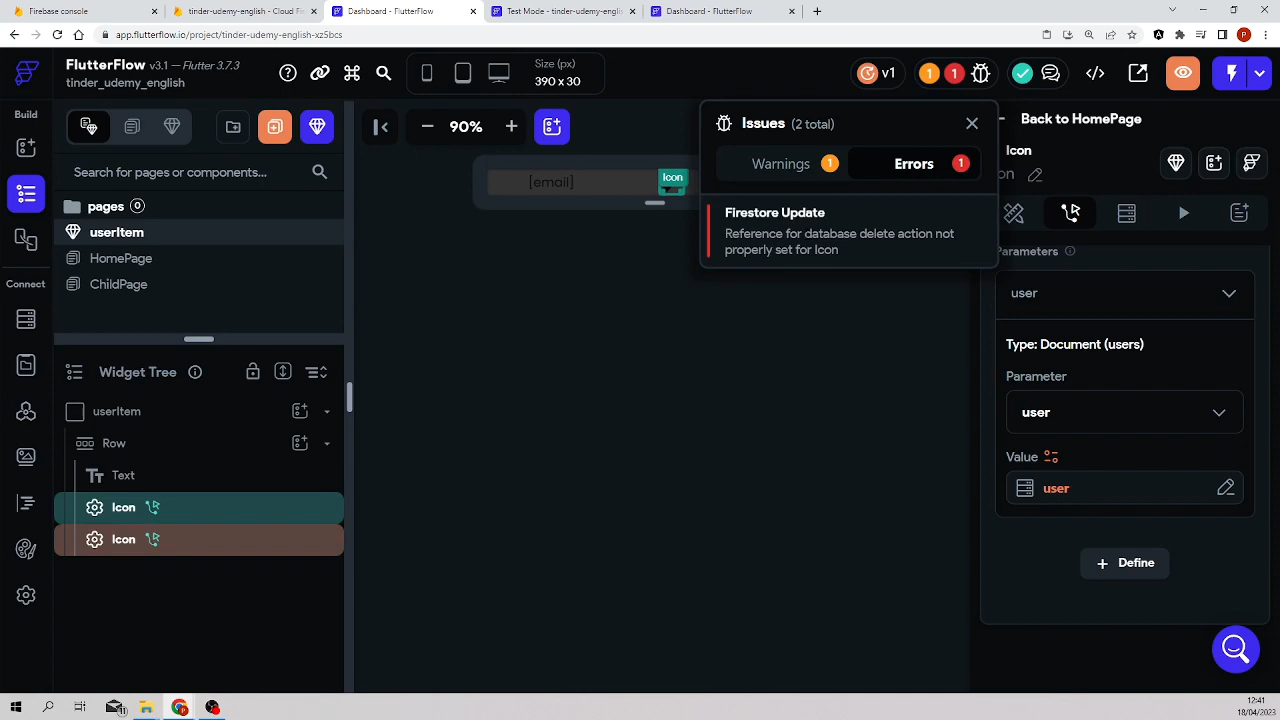 Firebase console
tinder-udemy-english - Cloud Fi
Dashboard - FlutterFlow
Test Mode - tinder-udemy-engli
Dashboard - FlutterFlow
app.flutterflow.io/project/tinder-udemy-english-xz5bcs
P
FlutterFlow v3.1 - Flutter 3.7.3
tinder_udemy_english
Size (px)
390 x 30
v1
1
1
Build
90%
Issues (2 total)
Back to HomePage
Warnings 1
Errors 1
Icon
Search for pages or components...
[email]
Icon
pages 0
Firestore Update
Reference for database delete action not
properly set for Icon
userItem
HomePage
ChildPage
Parameters
user
Connect
Type: Document (users)
Widget Tree
Parameter
userItem
user
Row
Value
Text
user
Icon
Icon
Define
12:41
18/04/2023